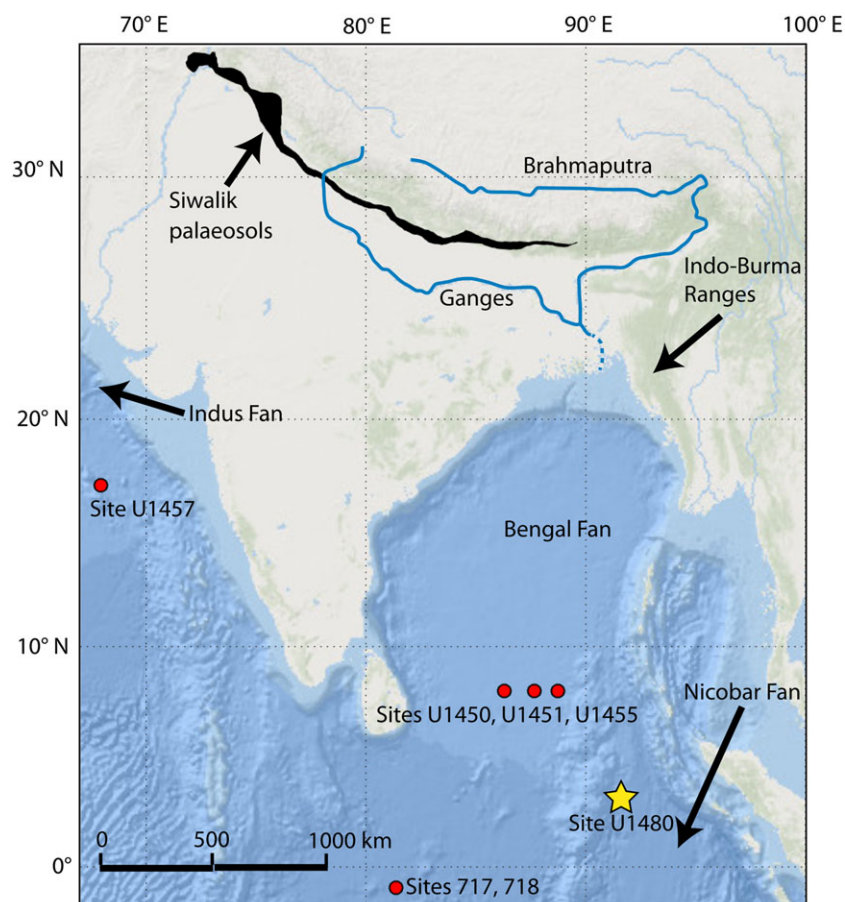 70° E
80° E
90° E
100° E
30° N
Brahmaputra
Siwalik
palaeosols
Indo-Burma
Ranges
Ganges
20° N
Indus Fan
Site U1457
Bengal Fan
10° N
Nicobar Fan
Sites U1450, U1451, U1455
Site U1480
0
500
1000 km
0°
Sites 717, 718